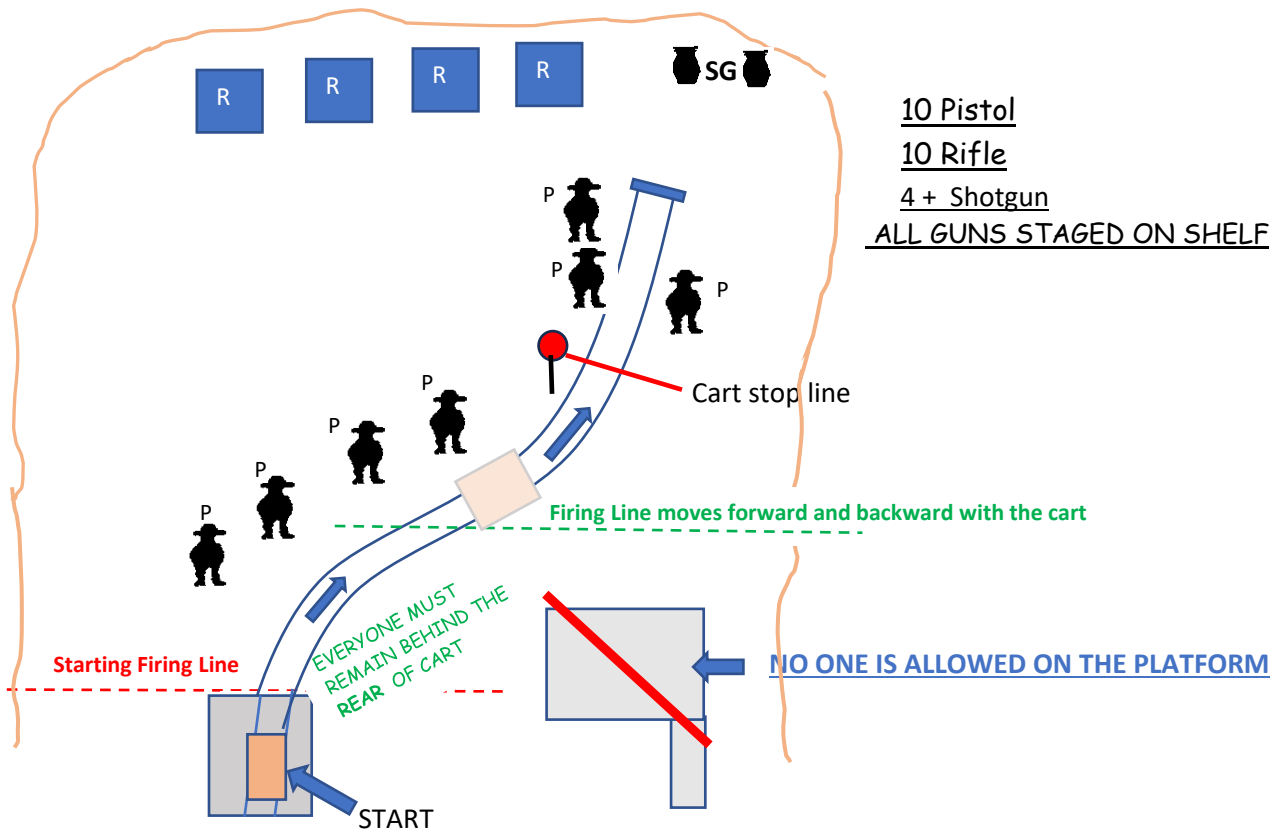 R
R
R
R
SG
10 Pistol
10 Rifle
4 + Shotgun
ALL GUNS STAGED ON SHELF
P
P
P
Cart stop line
P
P
P
P
Firing Line moves forward and backward with the cart
EVERYONE MUST
REMAIN BEHIND THE
REAR OF CART
Starting Firing Line
NO ONE IS ALLOWED ON THE PLATFORM
START